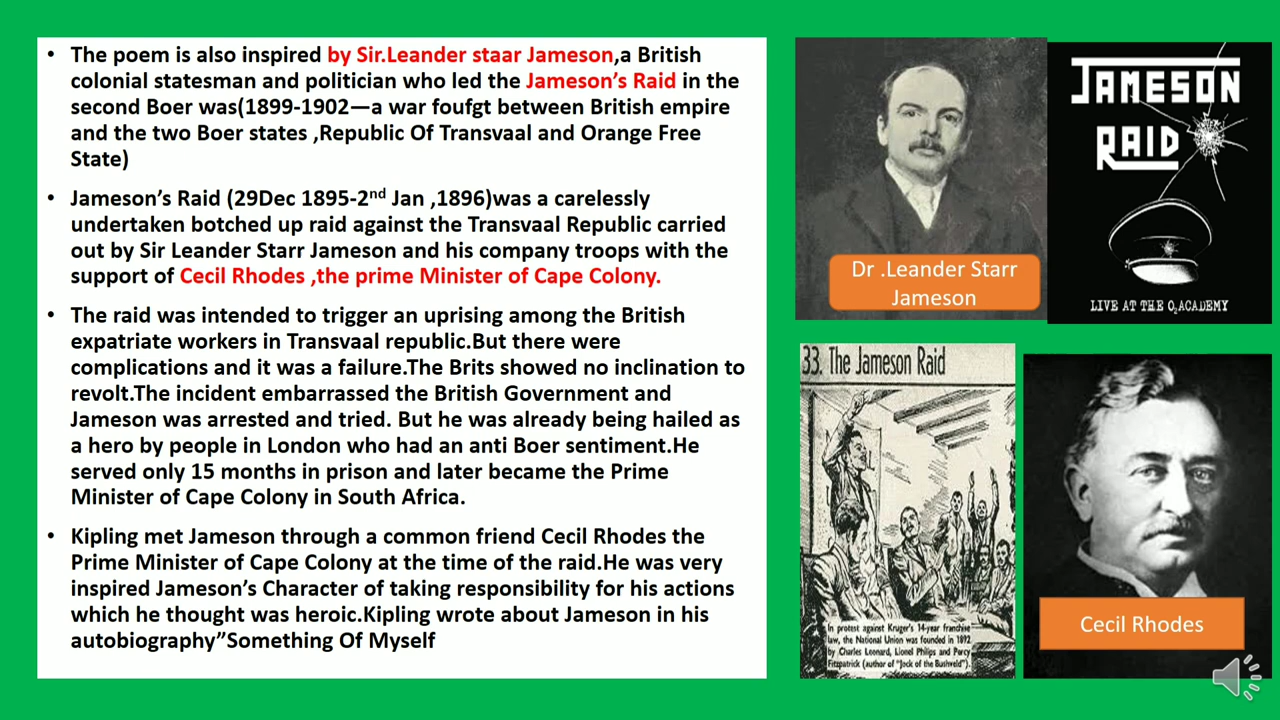 • The poem is also inspired by Sir.Leander staar Jameson,a British
colonial statesman and politician who led the Jameson's Raid in the
second Boer was(1899-1902—a war foufgt between British empire
and the two Boer states ,Republic Of Transvaal and Orange Free
State)
• Jameson's Raid (29Dec 1895-2nd Jan ,1896)was a carelessly
undertaken botched up raid against the Transvaal Republic carried
out by Sir Leander Starr Jameson and his company troops with the
support of Cecil Rhodes ,the prime Minister of Cape Colony.
• The raid was intended to trigger an uprising among the British
expatriate workers in Transvaal republic.But there were
complications and it was a failure.The Brits showed no inclination to
revolt.The incident embarrassed the British Government and
Jameson was arrested and tried. But he was already being hailed as
a hero by people in London who had an anti Boer sentiment.He
served only 15 months in prison and later became the Prime
Minister of Cape Colony in South Africa.
• Kipling met Jameson through a common friend Cecil Rhodes the
Prime Minister of Cape Colony at the time of the raid.He was very
inspired Jameson's Character of taking responsibility for his actions
which he thought was heroic.Kipling wrote about Jameson in his
autobiography”Something Of Myself
Dr .Leander Starr
Jameson
JAMESON
RAID
LIVE AT THE O2 ACADEMY
33. The Jameson Raid
In protest against Kruger's 14-year franchise
law, the National Union was founded in 1892
by Charles Leonard, Lionel Philips and Percy
Fitzpatrick (author of "Jock of the Bushveld").
Cecil Rhodes